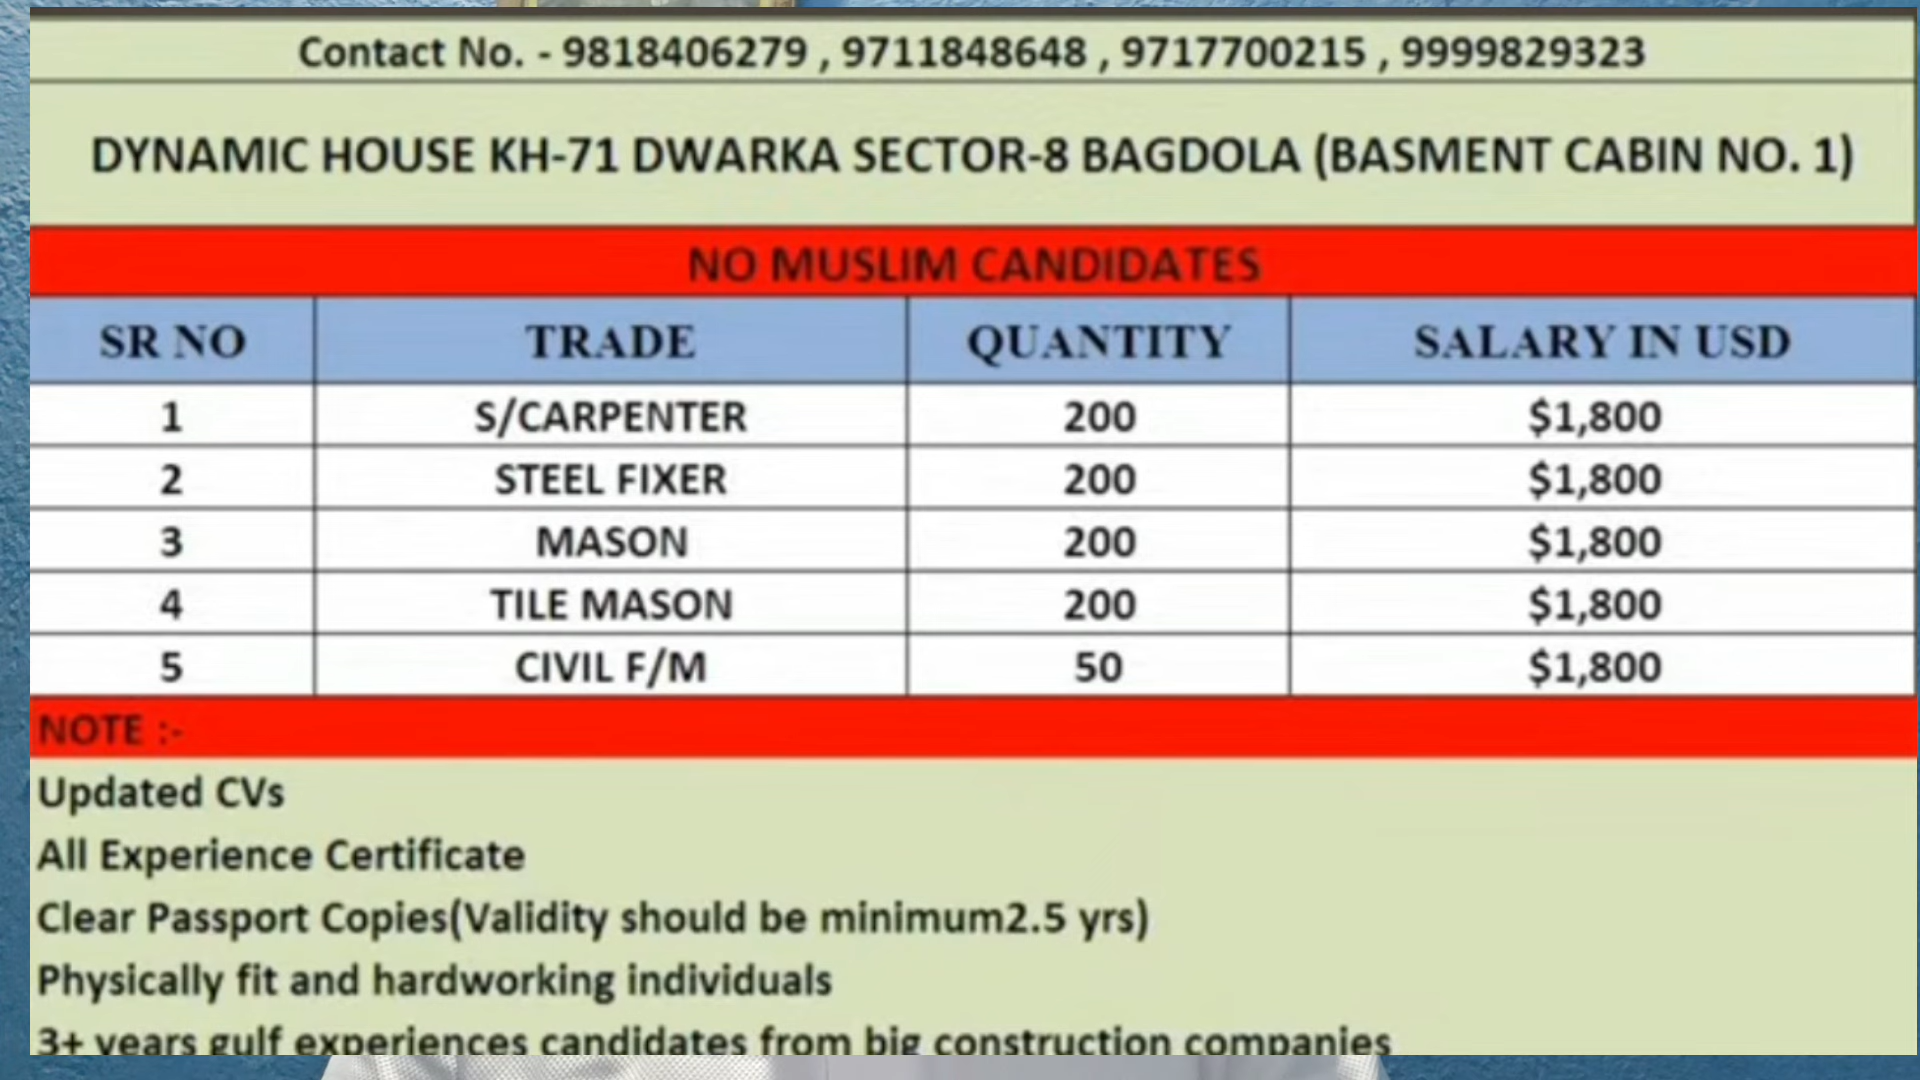 Contact No. - 9818406279 , 9711848648 , 9717700215 , 9999829323
DYNAMIC HOUSE KH-71 DWARKA SECTOR-8 BAGDOLA (BASMENT CABIN NO. 1)
NO MUSLIM CANDIDATES
SR NO TRADE QUANTITY SALARY IN USD
1 S/CARPENTER 200 $1,800
2 STEEL FIXER 200 $1,800
3 MASON 200 $1,800
4 TILE MASON 200 $1,800
5 CIVIL F/M 50 $1,800
NOTE :-
Updated CVs
All Experience Certificate
Clear Passport Copies(Validity should be minimum2.5 yrs)
Physically fit and hardworking individuals
3+ years gulf experiences candidates from big construction companies